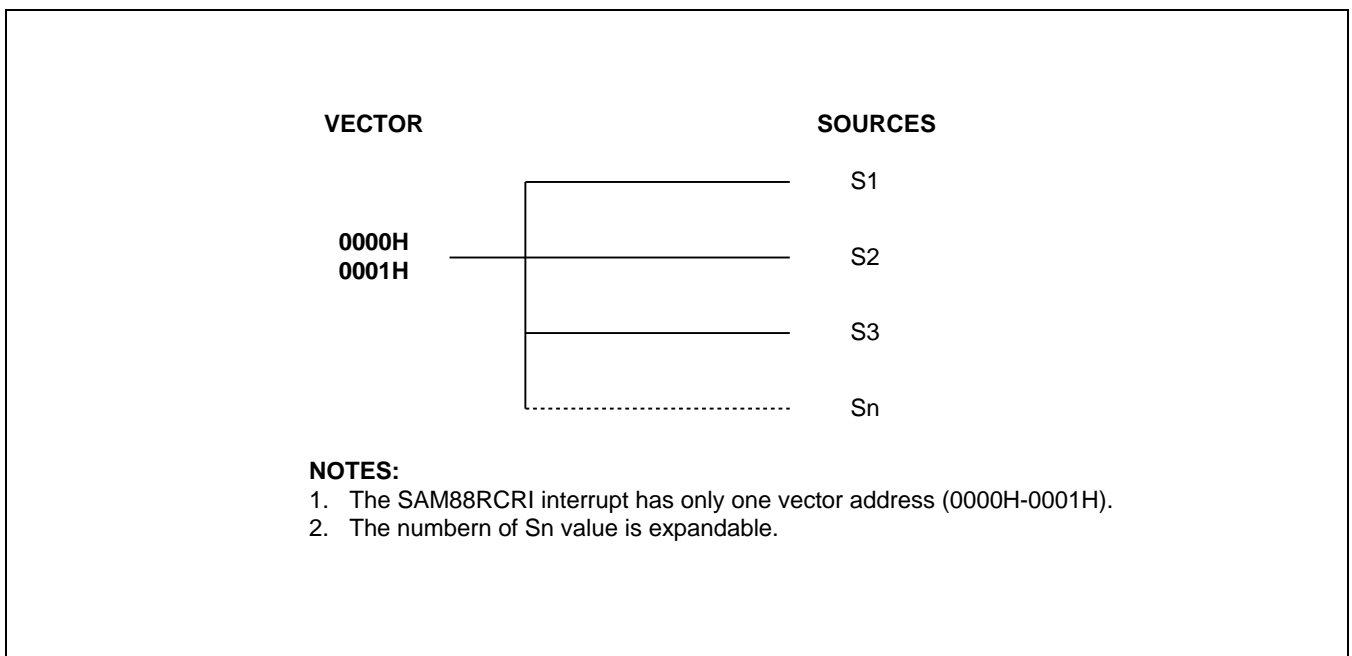 VECTOR
SOURCES
S1
0000H
0001H
S2
S3
Sn
NOTES:
1. The SAM88RCRI interrupt has only one vector address (0000H-0001H).
2. The numbern of Sn value is expandable.